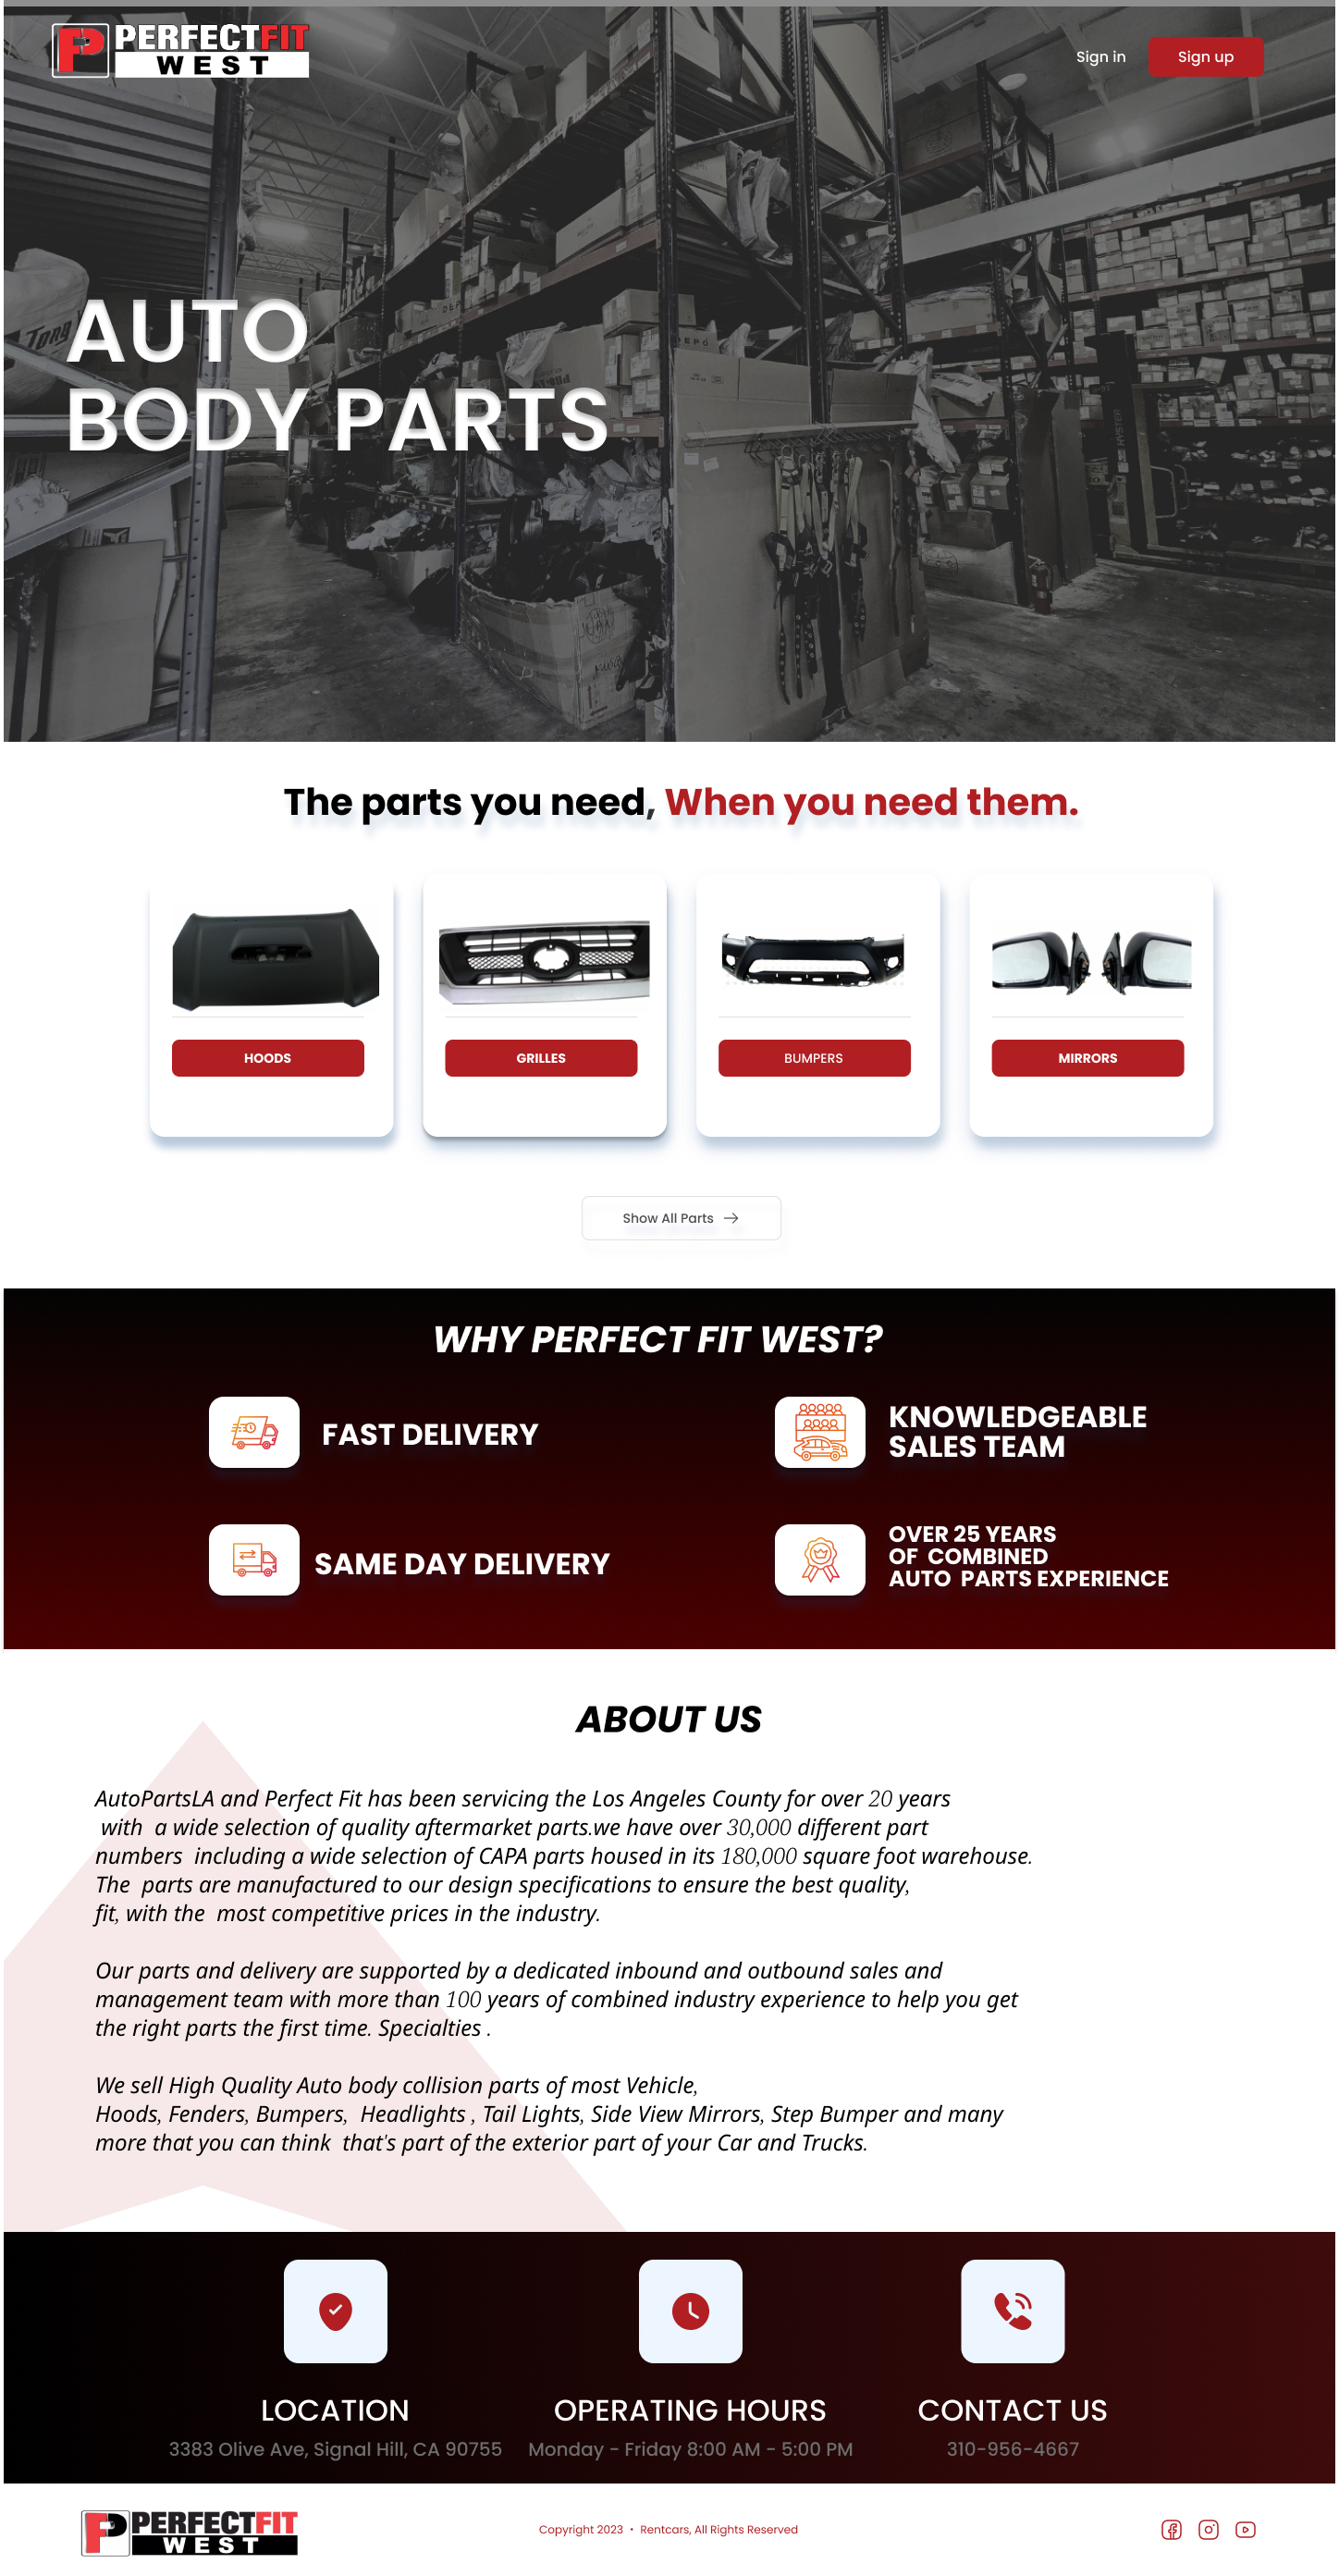 PERFECTFIT
WEST
Sign in
Sign up
AUTO
BODY PARTS
The parts you need, When you need them.
HOODS
GRILLES
BUMPERS
MIRRORS
Show All Parts
WHY PERFECT FIT WEST?
FAST DELIVERY
KNOWLEDGEABLE
SALES TEAM
SAME DAY DELIVERY
OVER 25 YEARS
OF  COMBINED
AUTO  PARTS EXPERIENCE
ABOUT US
AutoPartsLA and Perfect Fit has been servicing the Los Angeles County for over 20 years
with  a wide selection of quality aftermarket parts.we have over 30,000 different part
numbers  including a wide selection of CAPA parts housed in its 180,000 square foot warehouse.
The  parts are manufactured to our design specifications to ensure the best quality,
fit, with the  most competitive prices in the industry.
Our parts and delivery are supported by a dedicated inbound and outbound sales and
management team with more than 100 years of combined industry experience to help you get
the right parts the first time. Specialties .
We sell High Quality Auto body collision parts of most Vehicle,
Hoods, Fenders, Bumpers,  Headlights , Tail Lights, Side View Mirrors, Step Bumper and many
more that you can think  that's part of the exterior part of your Car and Trucks.
LOCATION
3383 Olive Ave, Signal Hill, CA 90755
OPERATING HOURS
Monday - Friday 8:00 AM - 5:00 PM
CONTACT US
310-956-4667
PERFECTFIT
WEST
Copyright 2023 • Rentcars, All Rights Reserved